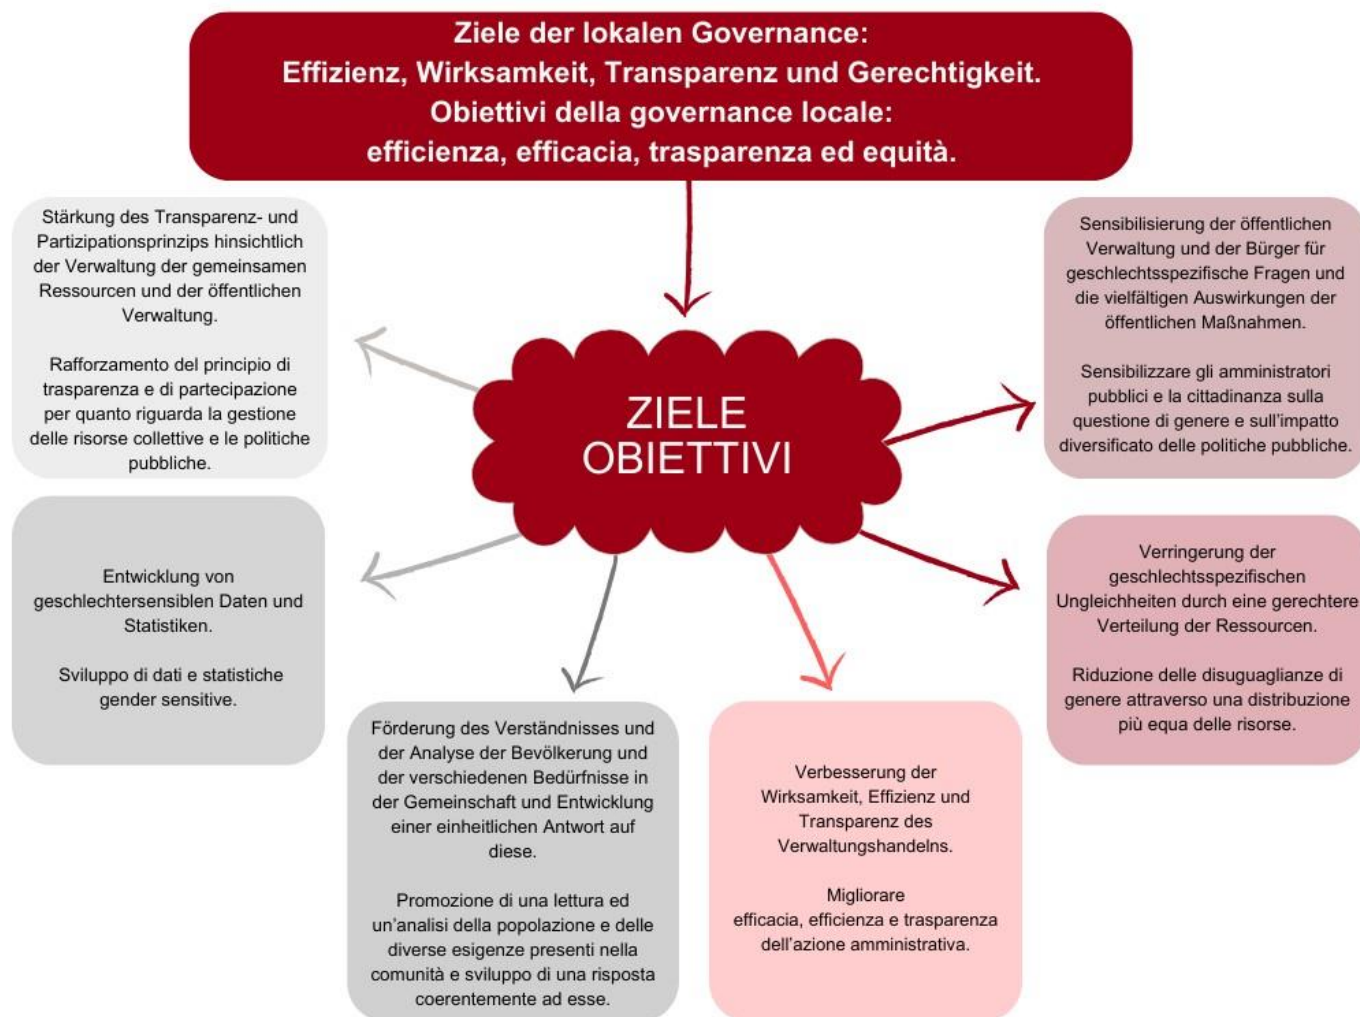 Ziele der lokalen Governance:
Effizienz, Wirksamkeit, Transparenz und Gerechtigkeit.
Obiettivi della governance locale:
efficienza, efficacia, trasparenza ed equità.
Stärkung des Transparenz- und
Partizipationsprinzips hinsichtlich
der Verwaltung der gemeinsamen
Ressourcen und der öffentlichen
Verwaltung.
Rafforzamento del principio di
trasparenza e di partecipazione
per quanto riguarda la gestione
delle risorse collettive e le politiche
pubbliche.
Sensibilisierung der öffentlichen
Verwaltung und der Bürger für
geschlechtsspezifische Fragen und
die vielfältigen Auswirkungen der
öffentlichen Maßnahmen.
Sensibilizzare gli amministratori
pubblici e la cittadinanza sulla
questione di genere e sull'impatto
diversificato delle politiche pubbliche.
ZIELE
OBIETTIVI
Entwicklung von
geschlechtersensiblen Daten und
Statistiken.
Sviluppo di dati e statistiche
gender sensitive.
Verringerung der
geschlechtsspezifischen
Ungleichheiten durch eine gerechtere
Verteilung der Ressourcen.
Riduzione delle disuguaglianze di
genere attraverso una distribuzione
più equa delle risorse.
Förderung des Verständnisses und
der Analyse der Bevölkerung und
der verschiedenen Bedürfnisse in
der Gemeinschaft und Entwicklung
einer einheitlichen Antwort auf
diese.
Promozione di una lettura ed
un'analisi della popolazione e delle
diverse esigenze presenti nella
comunità e sviluppo di una risposta
coerentemente ad esse.
Verbesserung der
Wirksamkeit, Effizienz und
Transparenz des
Verwaltungshandelns.
Migliorare
efficacia, efficienza e trasparenza
dell'azione amministrativa.